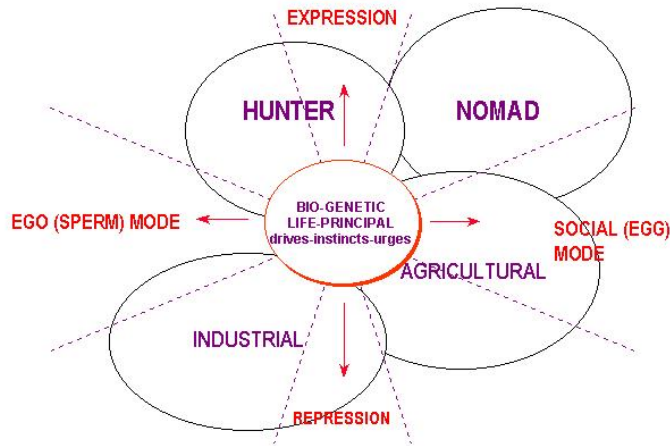 EXPRESSION
HUNTER
NOMAD
BIO-GENETIC
LIFE-PRINCIPAL
drives-instincts-urges
EGO (SPERM) MODE
SOCIAL (EGG)
MODE
AGRICULTURAL
INDUSTRIAL
REPRESSION